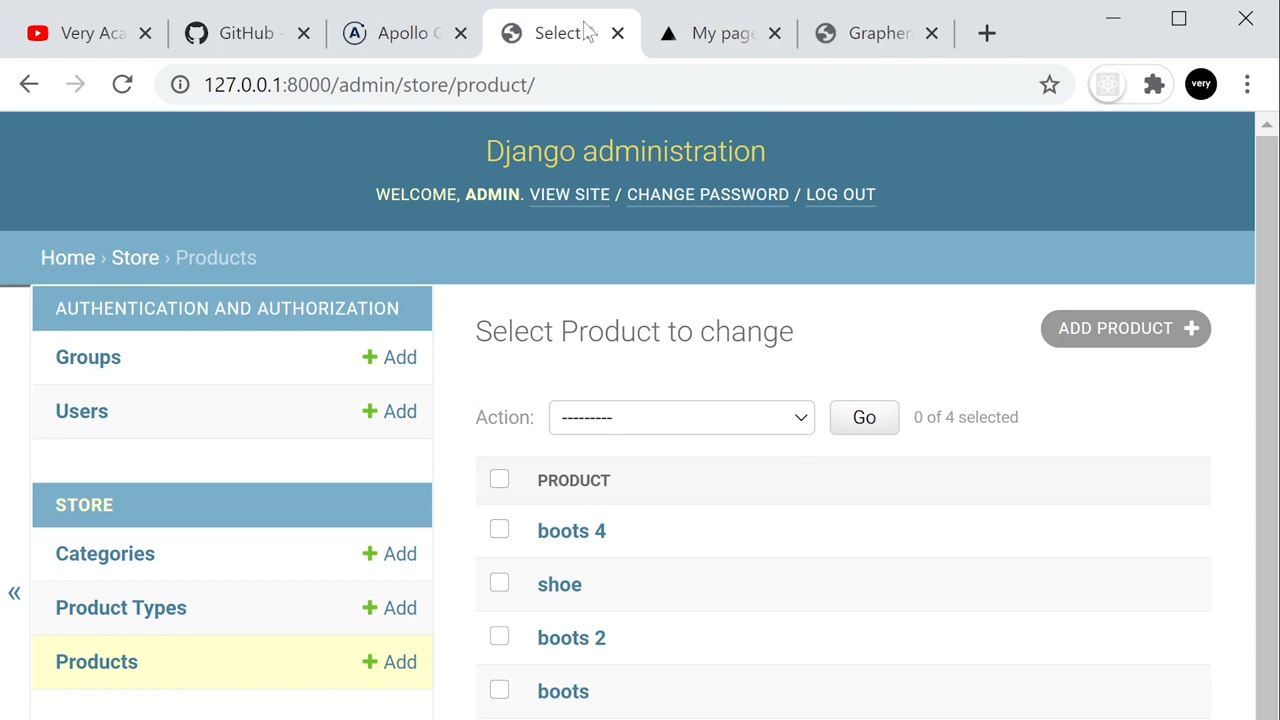 Very Aca
GitHub -
Apollo G
Select
My page
Graphen
127.0.0.1:8000/admin/store/product/
very
Django administration
WELCOME, ADMIN. VIEW SITE / CHANGE PASSWORD / LOG OUT
Home › Store › Products
AUTHENTICATION AND AUTHORIZATION
Groups
Add
Users
Add
STORE
Categories
Add
Product Types
Add
Products
Add
«
Select Product to change
ADD PRODUCT
Action: ---------
Go
0 of 4 selected
PRODUCT
boots 4
shoe
boots 2
boots